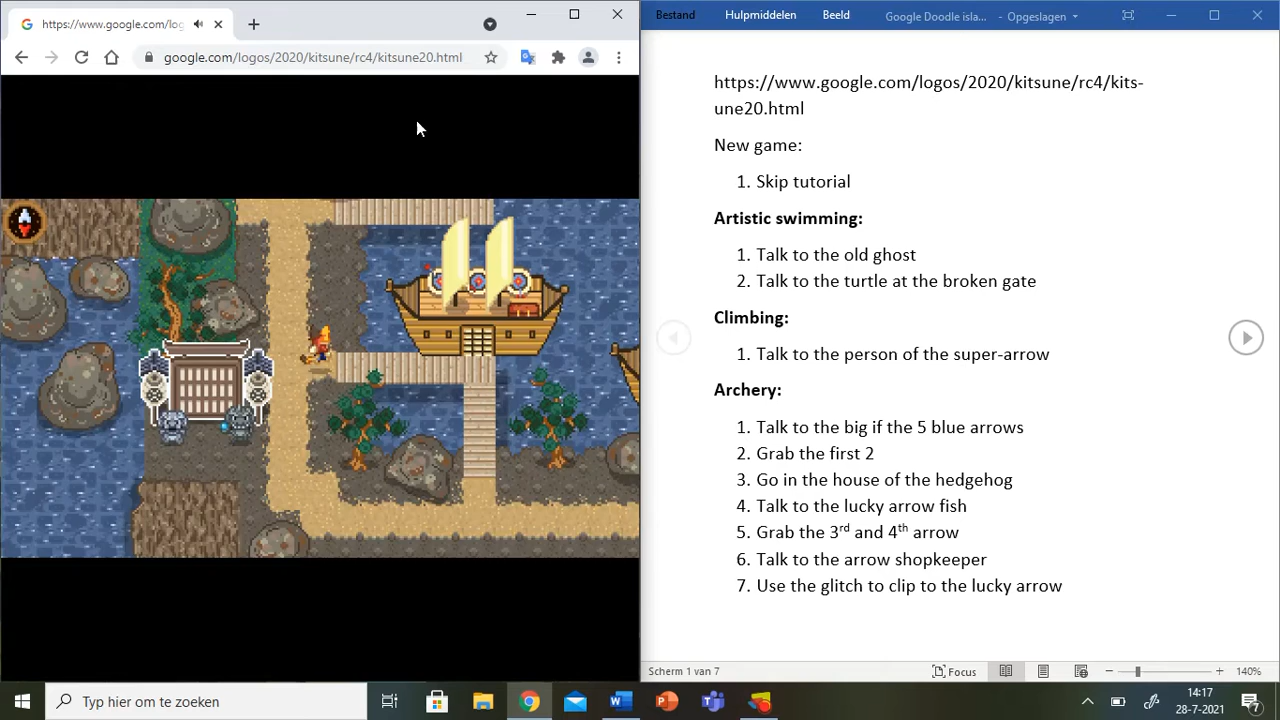 https://www.google.com/log
google.com/logos/2020/kitsune/rc4/kitsune20.html
Bestand Hulpmiddelen Beeld Google Doodle isla... - Opgeslagen
https://www.google.com/logos/2020/kitsune/rc4/kits-
une20.html
New game:
1. Skip tutorial
Artistic swimming:
1. Talk to the old ghost
2. Talk to the turtle at the broken gate
Climbing:
1. Talk to the person of the super-arrow
Archery:
1. Talk to the big if the 5 blue arrows
2. Grab the first 2
3. Go in the house of the hedgehog
4. Talk to the lucky arrow fish
5. Grab the 3rd and 4th arrow
6. Talk to the arrow shopkeeper
7. Use the glitch to clip to the lucky arrow
Scherm 1 van 7 Focus 140%
Typ hier om te zoeken
14:17
28-7-2021
7